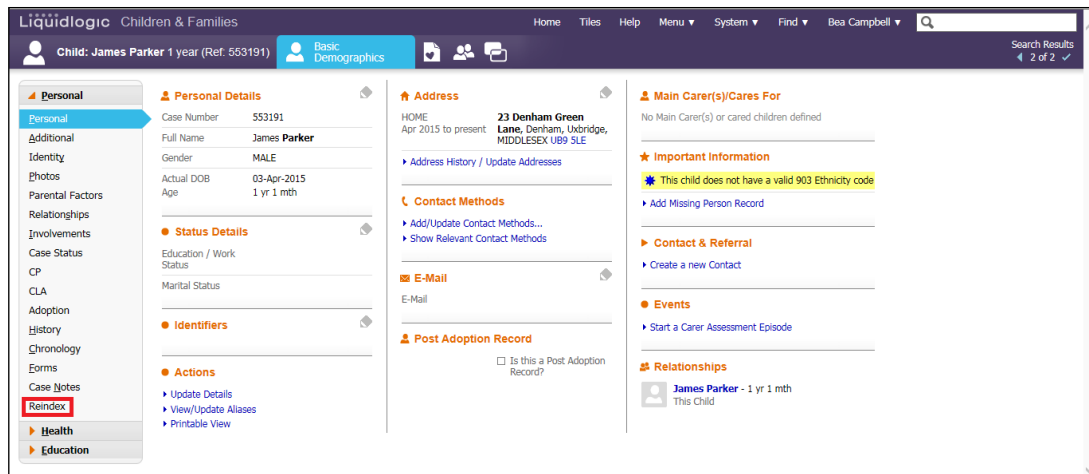 Liquidlogic Children & Families
Home Tiles Help Menu ▼ System ▼ Find ▼ Bea Campbell ▼
Child: James Parker 1 year (Ref: 553191)
Basic
Demographics
Search Results
2 of 2
Personal
Personal
Additional
Identity
Photos
Parental Factors
Relationships
Involvements
Case Status
CP
CLA
Adoption
History
Chronology
Forms
Case Notes
Reindex
Health
Education
Personal Details
Case Number 553191
Full Name James Parker
Gender MALE
Actual DOB 03-Apr-2015
Age 1 yr 1 mth
Status Details
Education / Work
Status
Marital Status
Identifiers
Actions
Update Details
View/Update Aliases
Printable View
Address
HOME 23 Denham Green
Apr 2015 to present Lane, Denham, Uxbridge,
MIDDLESEX UB9 5LE
Address History / Update Addresses
Contact Methods
Add/Update Contact Methods...
Show Relevant Contact Methods
E-Mail
E-Mail
Post Adoption Record
Is this a Post Adoption
Record?
Main Carer(s)/Cares For
No Main Carer(s) or cared children defined
Important Information
This child does not have a valid 903 Ethnicity code
Add Missing Person Record
Contact & Referral
Create a new Contact
Events
Start a Carer Assessment Episode
Relationships
James Parker - 1 yr 1 mth
This Child